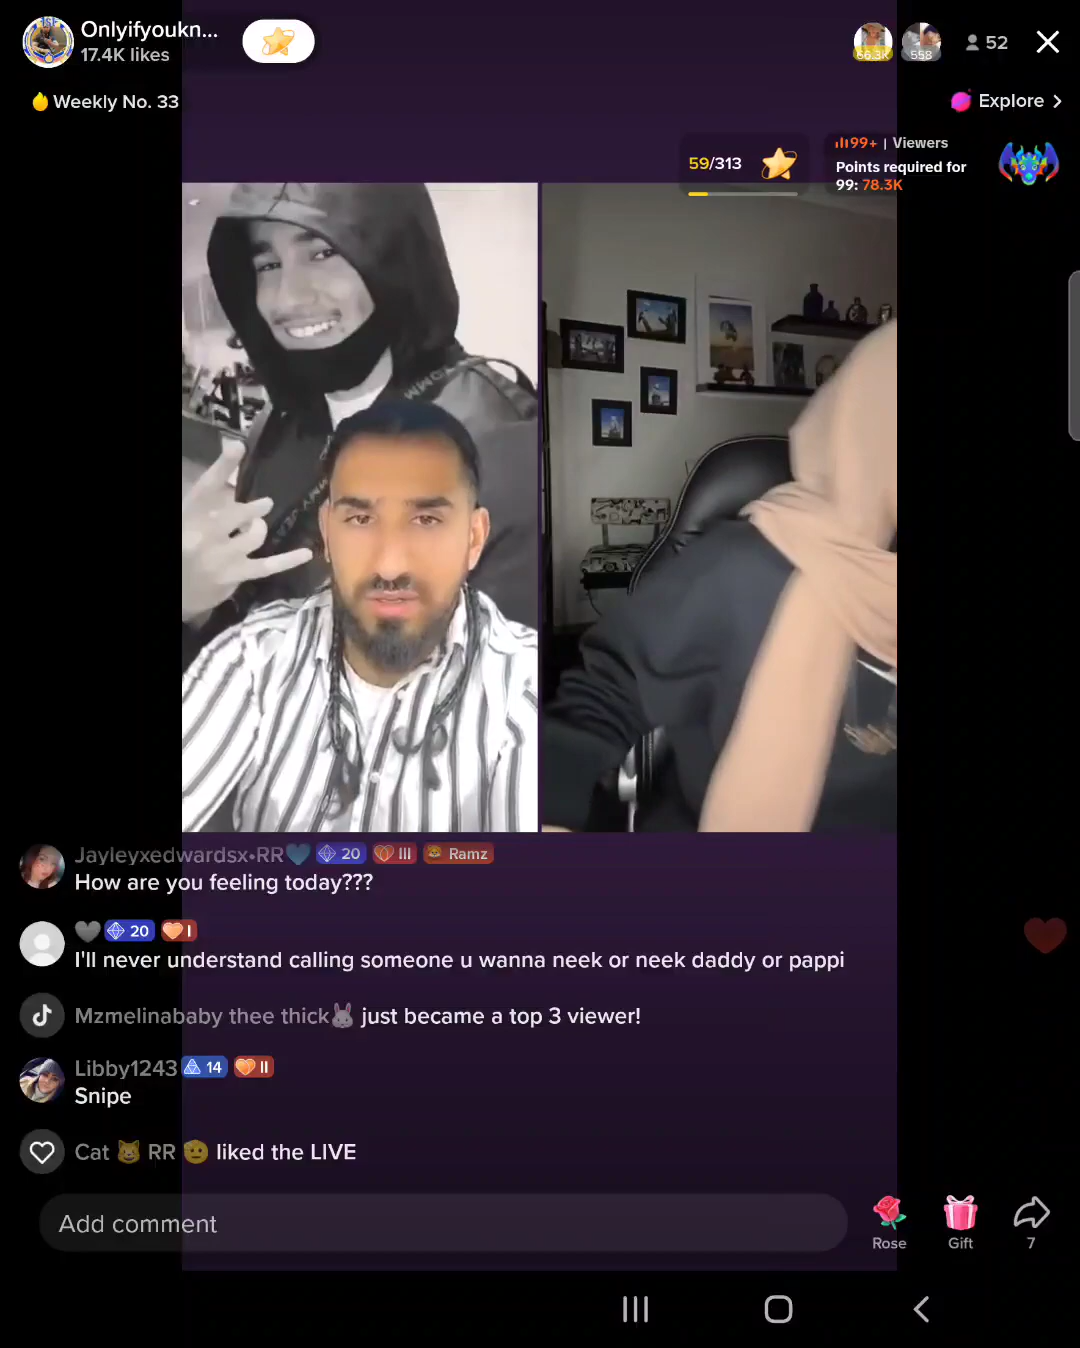 Onlyifyoukn...
17.4K likes
66.3K
558
52
Weekly No. 33
Explore
59/313
99+ | Viewers
Points required for
99: 78.3K
Jayleyxedwardsx•RR💙 20 III Ramz
How are you feeling today???
🖤 20 I
I'll never understand calling someone u wanna neek or neek daddy or pappi
Mzmelinababy thee thick🐰 just became a top 3 viewer!
Libby1243 14 II
Snipe
Cat 🐱 RR 🫡 liked the LIVE
Add comment
Rose
Gift
7